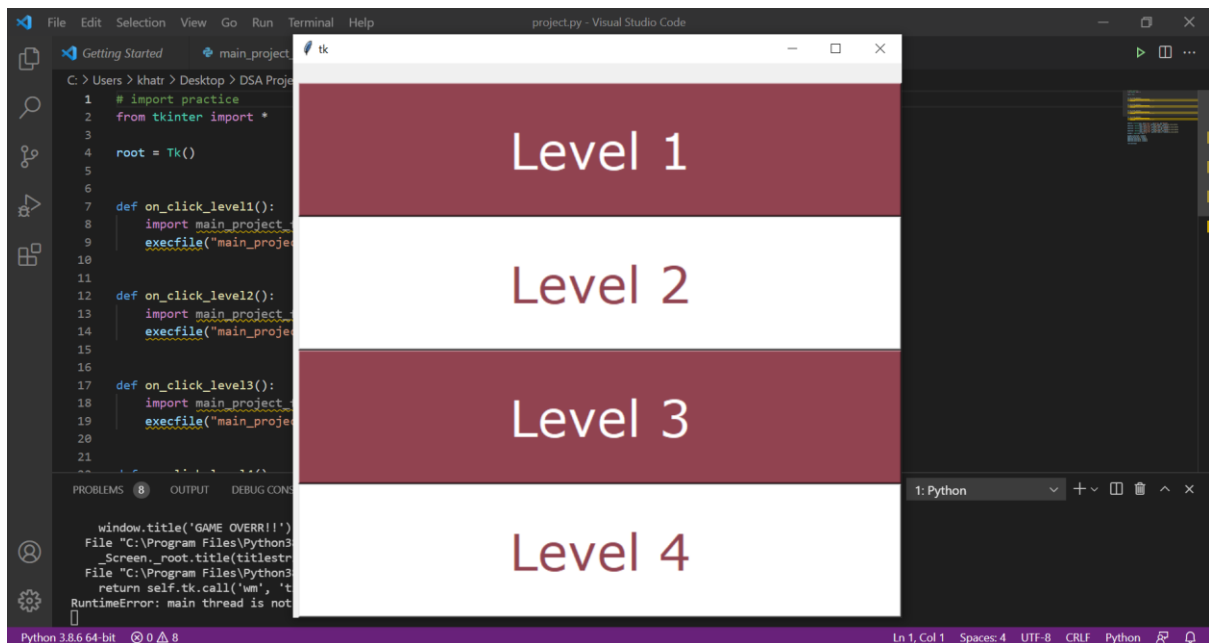 File Edit Selection View Go Run Terminal Help project.py - Visual Studio Code
Getting Started main_project_
tk
C: > Users > khatr > Desktop > DSA Proje
1 # import practice
2 from tkinter import *
3
4 root = Tk()
5
6
7 def on_click_level1():
8 import main_project_
9 execfile("main_proje
10
11
12 def on_click_level2():
13 import main_project_
14 execfile("main_proje
15
16
17 def on_click_level3():
18 import main_project_
19 execfile("main_proje
20
21
Level 1
Level 2
Level 3
Level 4
PROBLEMS 8 OUTPUT DEBUG CONS
1: Python
window.title('GAME OVERR!!')
File "C:\Program Files\Python3
_Screen._root.title(titlestr
File "C:\Program Files\Python3
return self.tk.call('wm', 't
RuntimeError: main thread is not
Python 3.8.6 64-bit 0 8 Ln 1, Col 1 Spaces: 4 UTF-8 CRLF Python